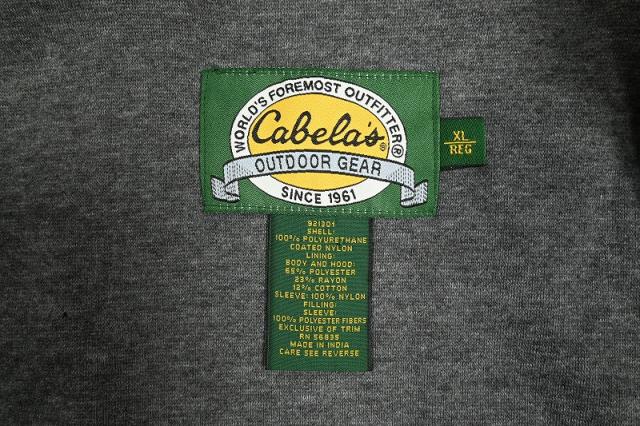 WORLD'S FOREMOST OUTFITTER®
Cabela's®
OUTDOOR GEAR
SINCE 1961
XL
REG
921301
SHELL:
100% POLYURETHANE
COATED NYLON
LINING:
BODY AND HOOD:
65% POLYESTER
23% RAYON
12% COTTON
SLEEVE: 100% NYLON
FILLING:
SLEEVE:
100% POLYESTER FIBERS
EXCLUSIVE OF TRIM
RN 56835
MADE IN INDIA
CARE SEE REVERSE